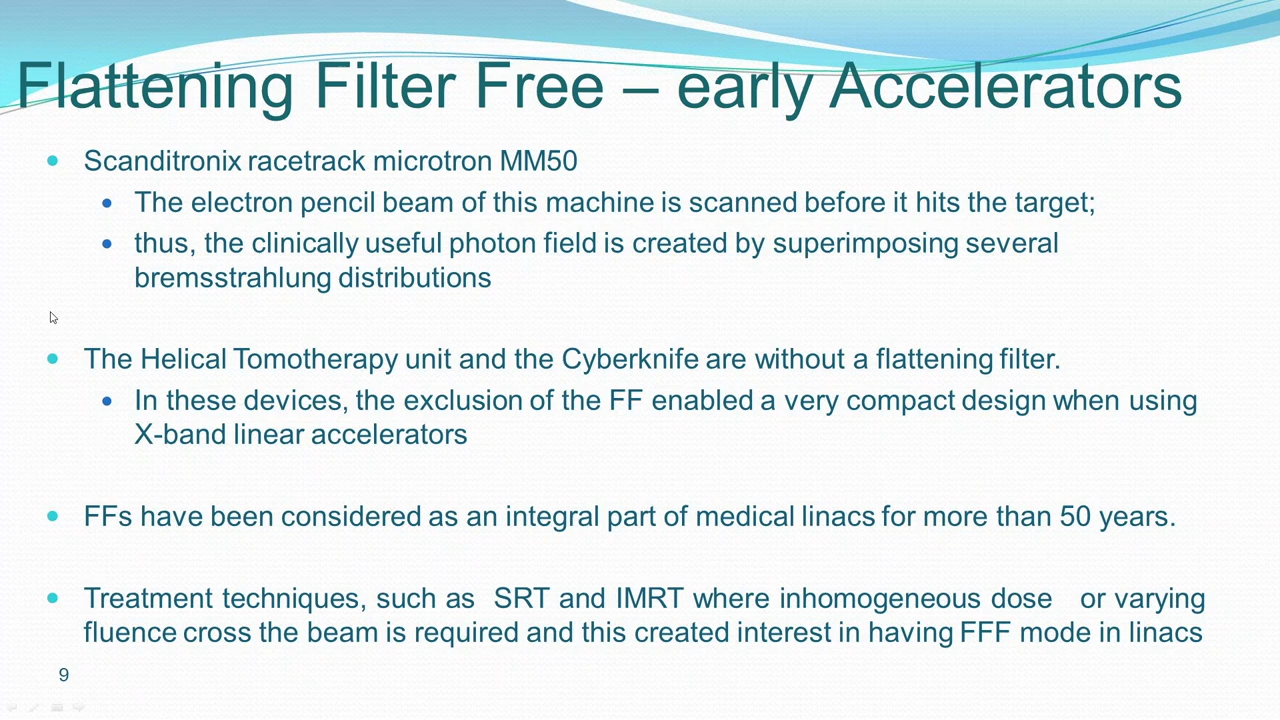 Flattening Filter Free – early Accelerators
Scanditronix racetrack microtron MM50
The electron pencil beam of this machine is scanned before it hits the target;
thus, the clinically useful photon field is created by superimposing several
bremsstrahlung distributions
The Helical Tomotherapy unit and the Cyberknife are without a flattening filter.
In these devices, the exclusion of the FF enabled a very compact design when using
X-band linear accelerators
FFs have been considered as an integral part of medical linacs for more than 50 years.
Treatment techniques, such as SRT and IMRT where inhomogeneous dose or varying
fluence cross the beam is required and this created interest in having FFF mode in linacs
9